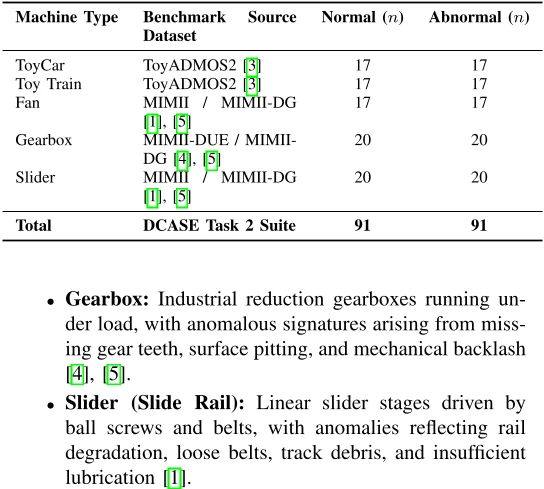 Machine Type Benchmark Source Dataset Normal (n) Abnormal (n)
ToyCar ToyADMOS2 [3] 17 17
Toy Train ToyADMOS2 [3] 17 17
Fan MIMII / MIMII-DG 17 17
[1], [5]
Gearbox MIMII-DUE / MIMII- 20 20
DG [4], [5]
Slider MIMII / MIMII-DG 20 20
[1], [5]
Total DCASE Task 2 Suite 91 91
• Gearbox: Industrial reduction gearboxes running un-
der load, with anomalous signatures arising from miss-
ing gear teeth, surface pitting, and mechanical backlash
[4], [5].
• Slider (Slide Rail): Linear slider stages driven by
ball screws and belts, with anomalies reflecting rail
degradation, loose belts, track debris, and insufficient
lubrication [1].